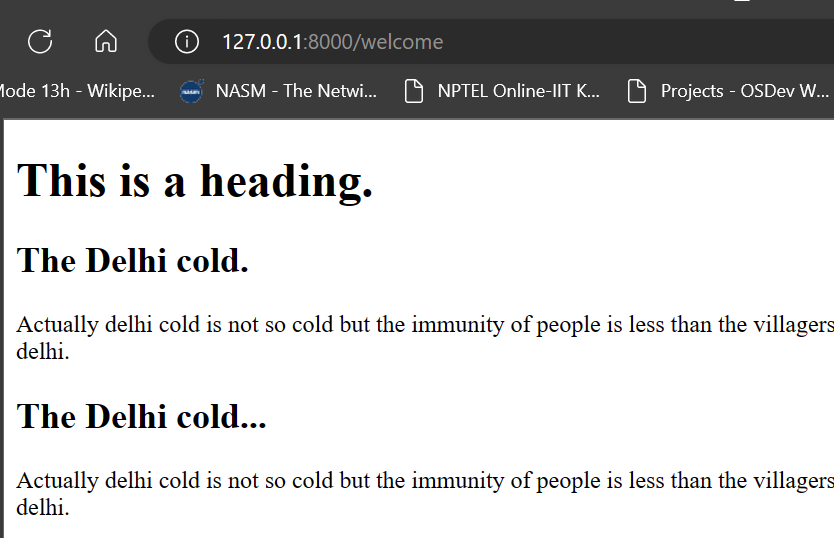 127.0.0.1:8000/welcome
Mode 13h - Wikipe... NASM - The Netwi... NPTEL Online-IIT K... Projects - OSDev W...
This is a heading.
The Delhi cold.
Actually delhi cold is not so cold but the immunity of people is less than the villagers
delhi.
The Delhi cold...
Actually delhi cold is not so cold but the immunity of people is less than the villagers
delhi.